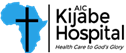 AIC
Kijabe
Hospital
Health Care to God's Glory